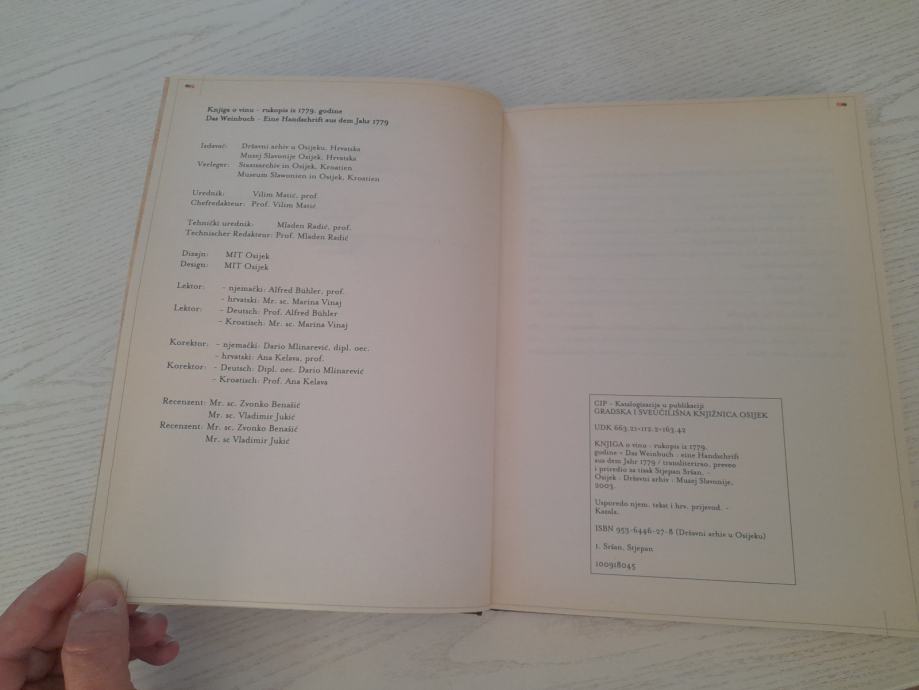 Knjiga o vinu - rukopis iz 1779. godine
Das Weinbuch - Eine Handschrift aus dem Jahr 1779
Izdavač: Državni arhiv u Osijeku, Hrvatska
Muzej Slavonije Osijek, Hrvatska
Verleger: Staatsarchiv in Osijek, Kroatien
Museum Slawonien in Osijek, Kroatien
Urednik: Vilim Matić, prof.
Chefredakteur: Prof. Vilim Matić
Tehnički urednik: Mladen Radić, prof.
Technischer Redakteur: Prof. Mladen Radić
Dizajn: MIT Osijek
Design: MIT Osijek
Lektor: - njemački: Alfred Bühler, prof.
- hrvatski: Mr. sc. Marina Vinaj
Lektor: - Deutsch: Prof. Alfred Bühler
- Kroatisch: Mr. sc. Marina Vinaj
Korektor: - njemački: Dario Mlinarević, dipl. oec.
- hrvatski: Ana Kelava, prof.
Korektor: - Deutsch: Dipl. oec. Dario Mlinarević
- Kroatisch: Prof. Ana Kelava
Recenzent: Mr. sc. Zvonko Benašić
Mr. sc. Vladimir Jukić
Recenzent: Mr. sc. Zvonko Benašić
Mr. sc Vladimir Jukić
CIP - Katalogizacija u publikaciji
GRADSKA I SVEUČILIŠNA KNJIŽNICA OSIJEK
UDK 663.21+112.2=163.42
KNJIGA o vinu - rukopis iz 1779.
godine = Das Weinbuch - eine Handschrift
aus dem Jahr 1779 / transliterirao, preveo
i priredio za tisak Stjepan Sršan. -
Osijek : Državni arhiv : Muzej Slavonije,
2003.
Usporedo njem. tekst i hrv. prijevod. -
Kazala.
ISBN 953-6446-27-8 (Državni arhiv u Osijeku)
1. Sršan, Stjepan
100918045